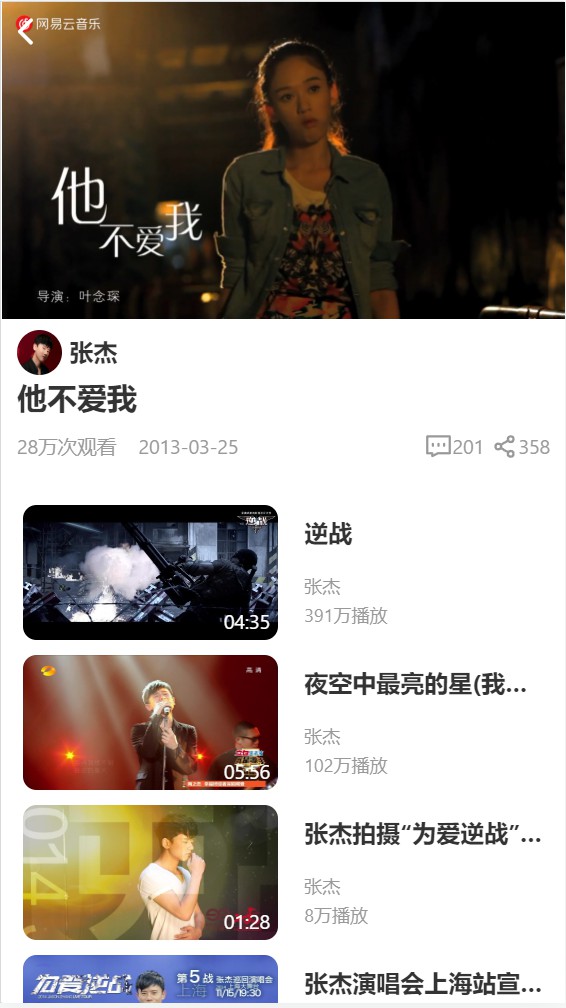 网易云音乐
他
不爱我
导演：叶念琛
张杰
他不爱我
28万次观看 2013-03-25 201 358
逆战
逆战
张杰
391万播放
04:35
高清
夜空中最亮的星(我...
张杰
102万播放
05:56
张杰拍摄“为爱逆战”...
张杰
8万播放
014.
01:28
为爱逆战
第5战 张杰巡回演唱会
上海
11/15/19:30
张杰演唱会上海站宣...